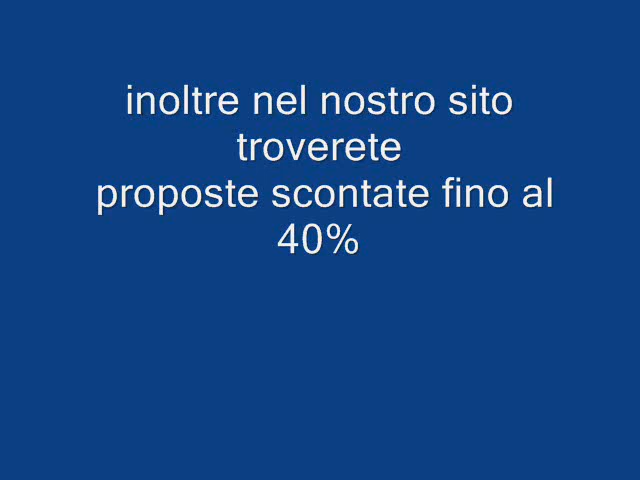 inoltre nel nostro sito
troverete
proposte scontate fino al
40%